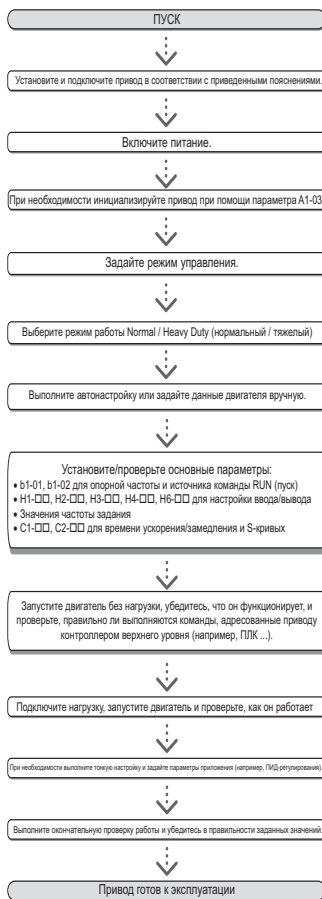 ПУСК
Установите и подключите привод в соответствии с приведенными пояснениями.
Включите питание.
При необходимости инициализируйте привод при помощи параметра A1-03
Задайте режим управления.
Выберите режим работы Normal / Heavy Duty (нормальный / тяжелый)
Выполните автонастройку или задайте данные двигателя вручную.
Установите/проверьте основные параметры:
• b1-01, b1-02 для опорной частоты и источника команды RUN (пуск)
• H1-□□, H2-□□, H3-□□, H4-□□, H6-□□ для настройки ввода/вывода
• Значения частоты задания
• C1-□□, C2-□□ для времени ускорения/замедления и S-кривых
Запустите двигатель без нагрузки, убедитесь, что он функционирует, и
проверьте, правильно ли выполняются команды, адресованные приводу
контроллером верхнего уровня (например, ПЛК ...).
Подключите нагрузку, запустите двигатель и проверьте, как он работает
При необходимости выполните тонкую настройку и задайте параметры приложения (например, ПИД-регулирования).
Выполните окончательную проверку работы и убедитесь в правильности заданных значений.
Привод готов к эксплуатации